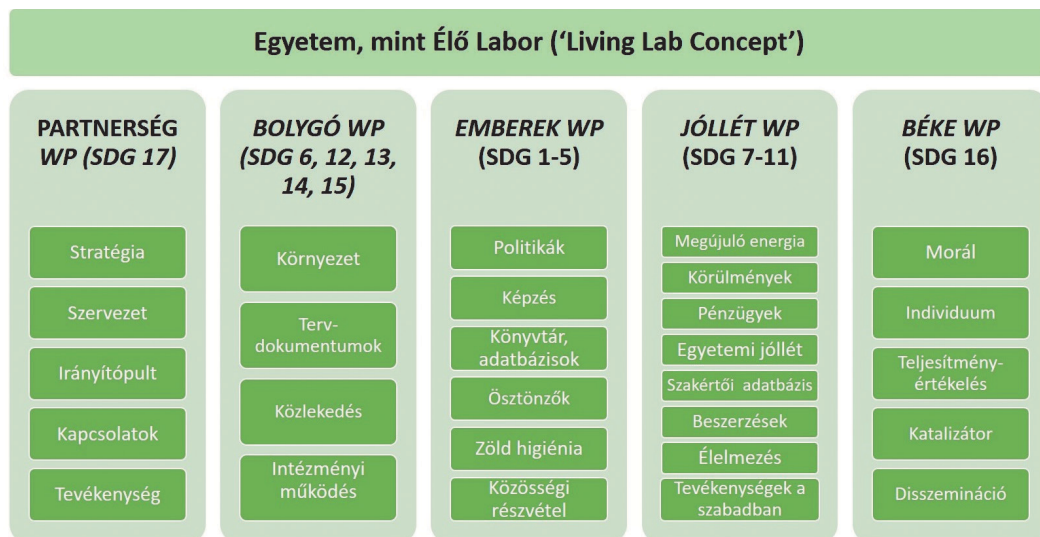 Egyetem, mint Élő Labor (‘Living Lab Concept’)
PARTNERSÉG
WP (SDG 17)
Stratégia
Szervezet
Irányítópult
Kapcsolatok
Tevékenység
BOLYGÓ WP
(SDG 6, 12, 13,
14, 15)
Környezet
Terv-
dokumentumok
Közlekedés
Intézményi
működés
EMBEREK WP
(SDG 1-5)
Politikák
Képzés
Könyvtár,
adatbázisok
Ösztönzők
Zöld higiénia
Közösségi
részvétel
JÓLLÉT WP
(SDG 7-11)
Megújuló energia
Körülmények
Pénzügyek
Egyetemi jóllét
Szakértői adatbázis
Beszerzések
Élelmezés
Tevékenységek a
szabadban
BÉKE WP
(SDG 16)
Morál
Individuum
Teljesítmény-
értékelés
Katalizátor
Disszemináció